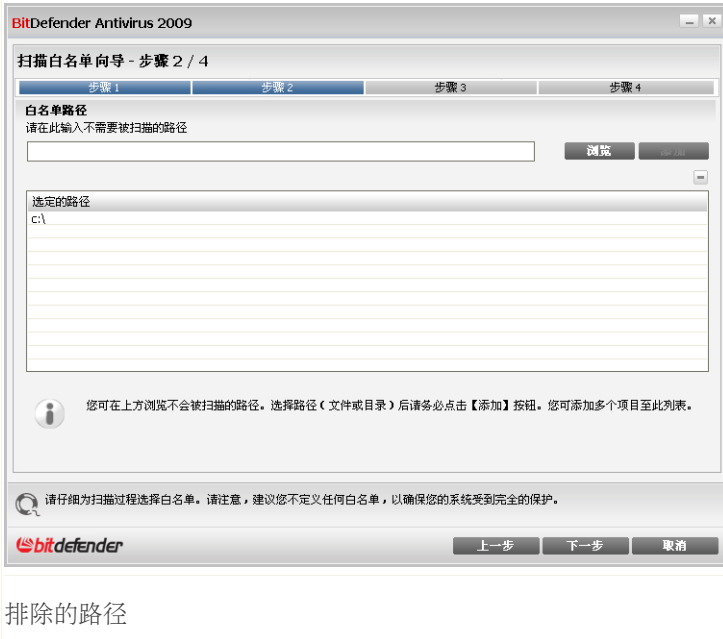 BitDefender Antivirus 2009
扫描白名单向导 - 步骤 2 / 4
步骤 1 步骤 2 步骤 3 步骤 4
白名单路径
请在此输入不需要被扫描的路径
浏览 添加
选定的路径
c:\
您可在上方浏览不会被扫描的路径。选择路径（文件或目录）后请务必点击【添加】按钮。您可添加多个项目至此列表。
请仔细为扫描过程选择白名单。请注意，建议您不定义任何白名单，以确保您的系统受到完全的保护。
bitdefender 上一步 下一步 取消
排除的路径